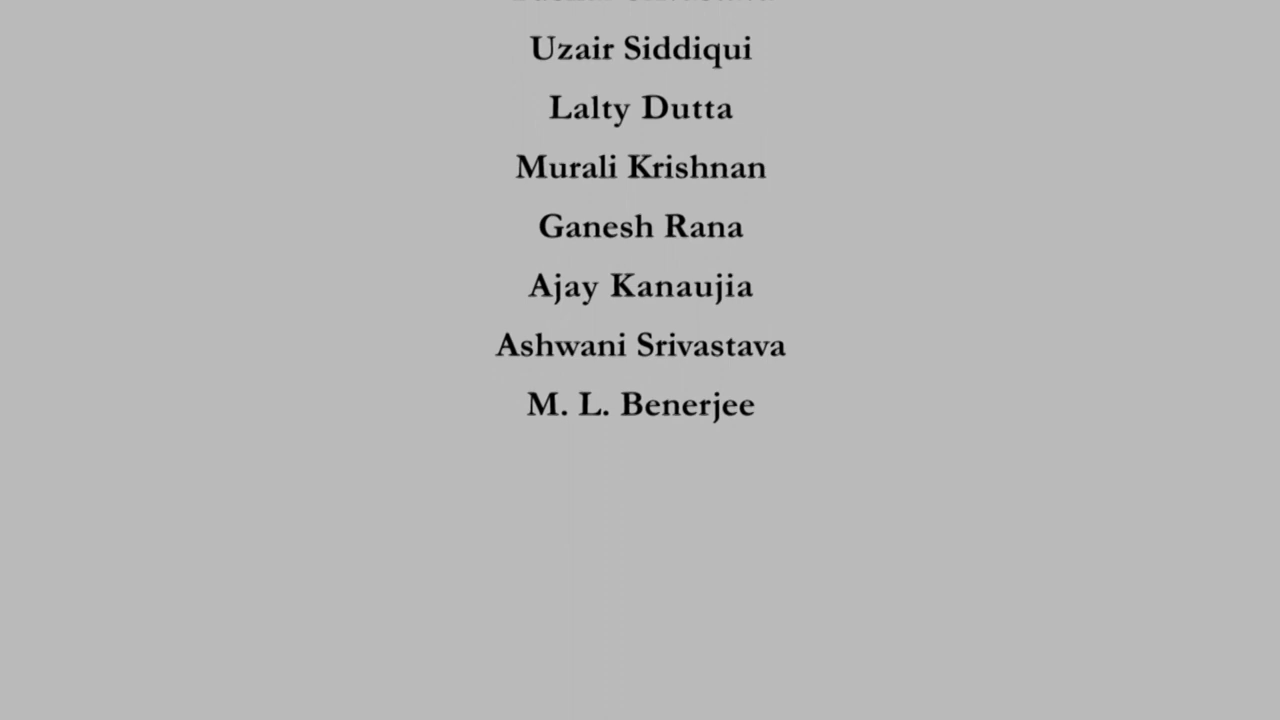 Uzair Siddiqui
Lalty Dutta
Murali Krishnan
Ganesh Rana
Ajay Kanaujia
Ashwani Srivastava
M. L. Benerjee